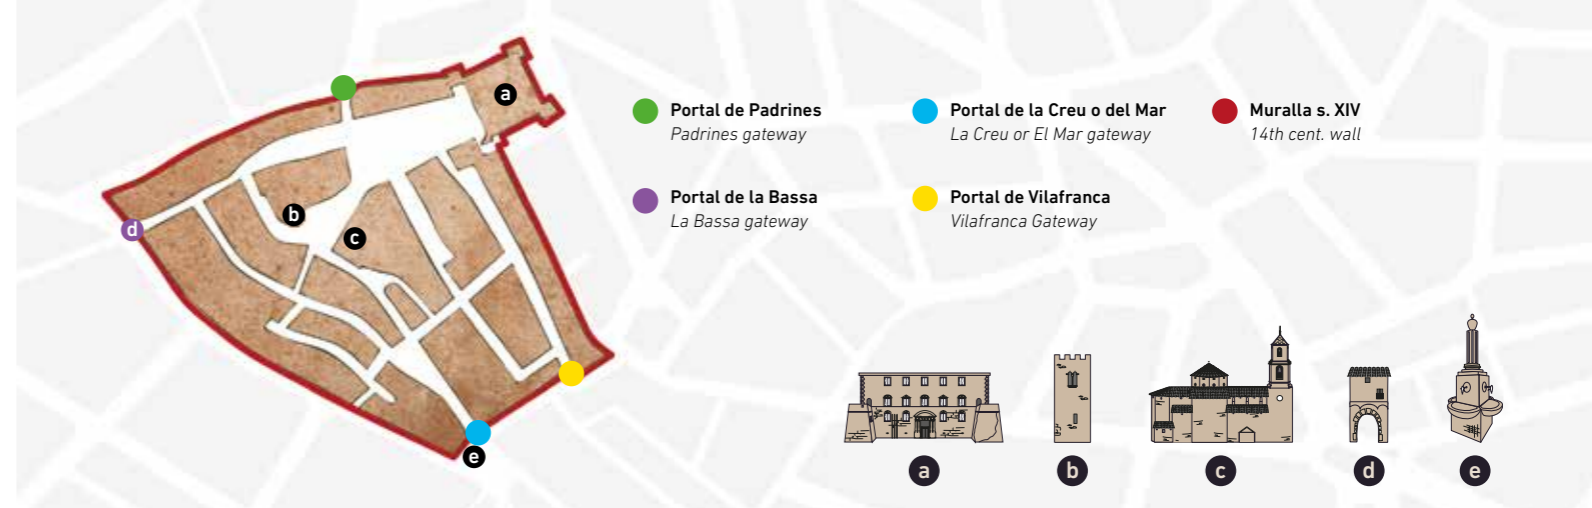 a
b
c
d
e
Portal de Padrines
Padrines gateway
Portal de la Bassa
La Bassa gateway
Portal de la Creu o del Mar
La Creu or El Mar gateway
Portal de Vilafranca
Vilafranca Gateway
Muralla s. XIV
14th cent. wall
a
b
c
d
e